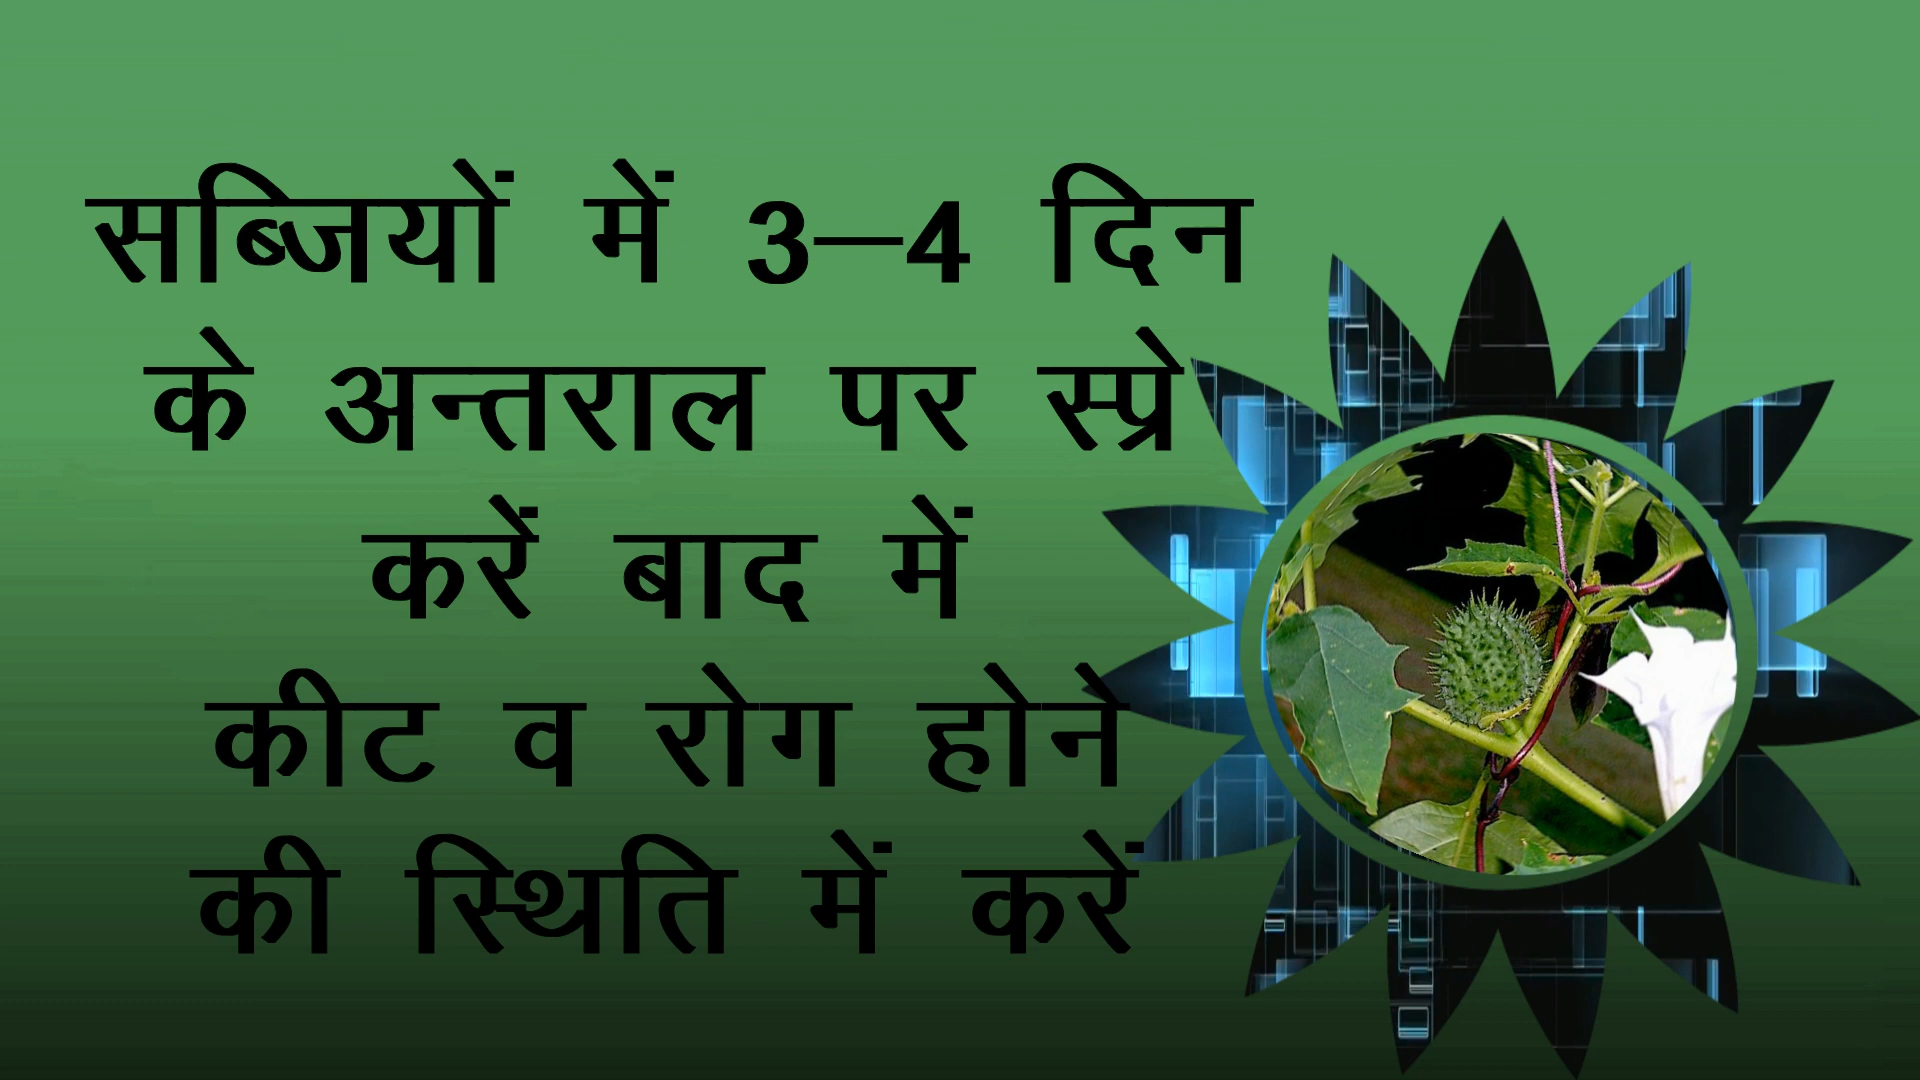 सब्जियों में 3–4 दिन
के अन्तराल पर स्प्रे
करें बाद में
कीट व रोग होने
की स्थिति में करें